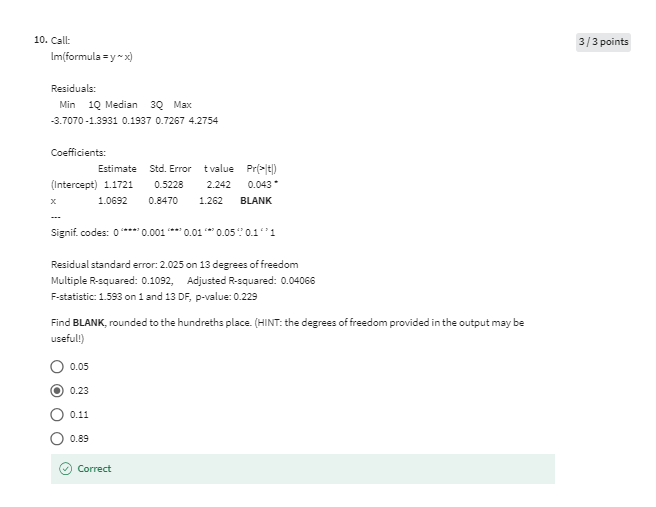 10. Call:
3 / 3 points
lm(formula = y ~ x)
Residuals:
Min 1Q Median 3Q Max
-3.7070 -1.3931 0.1937 0.7267 4.2754
Coefficients:
Estimate Std. Error t value Pr(>|t|)
(Intercept) 1.1721 0.5228 2.242 0.043 *
x 1.0692 0.8470 1.262 BLANK
---
Signif. codes: 0 '***' 0.001 '**' 0.01 '*' 0.05 '.' 0.1 ' ' 1
Residual standard error: 2.025 on 13 degrees of freedom
Multiple R-squared: 0.1092, Adjusted R-squared: 0.04066
F-statistic: 1.593 on 1 and 13 DF, p-value: 0.229
Find BLANK, rounded to the hundreths place. (HINT: the degrees of freedom provided in the output may be
useful!)
0.05
0.23
0.11
0.89
Correct